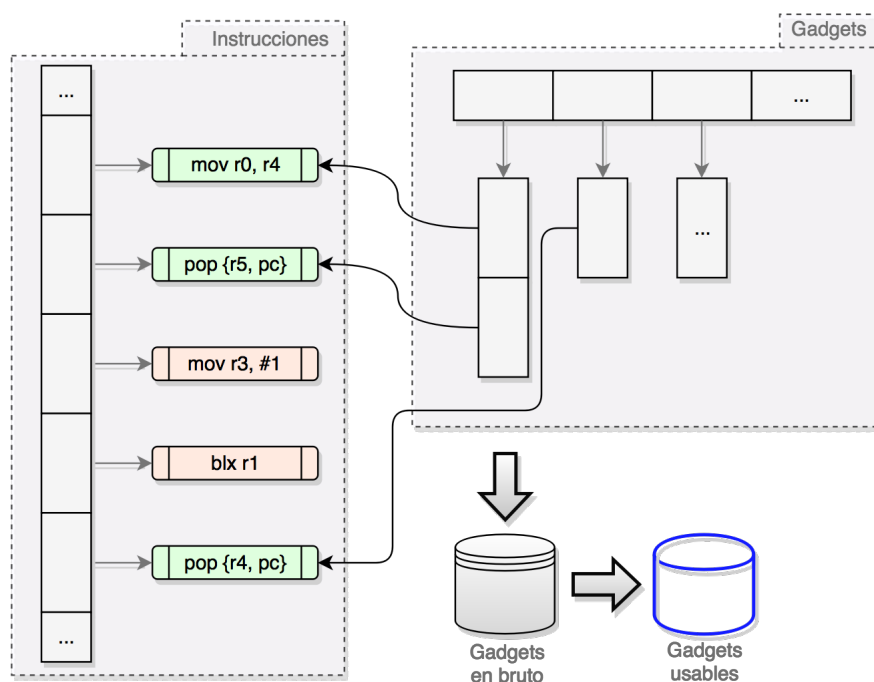 Instrucciones
...
mov r0, r4
pop {r5, pc}
mov r3, #1
blx r1
pop {r4, pc}
...
Gadgets
...
...
Gadgets
en bruto
Gadgets
usables